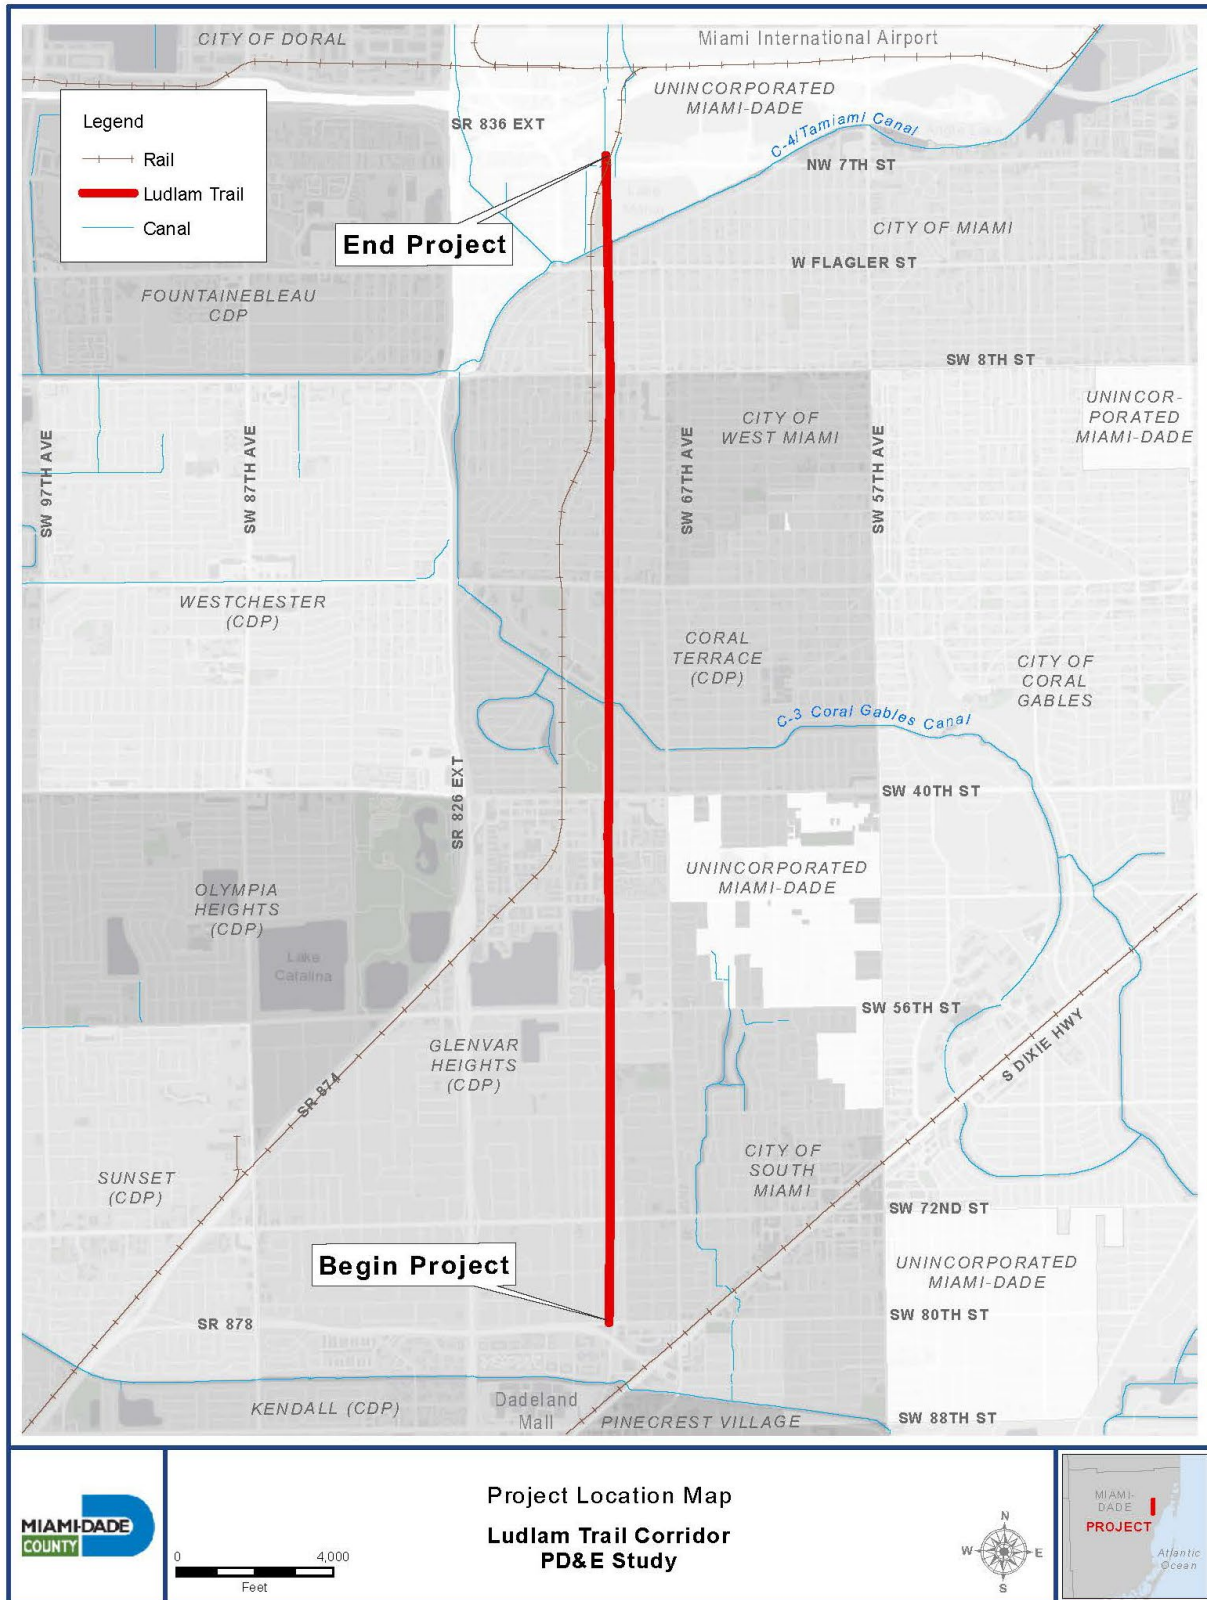 CITY OF DORAL
Miami International Airport
UNINCORPORATED
MIAMI-DADE
Legend
Rail
Ludlam Trail
Canal
SR 836 EXT
C-4/Tamiami Canal
NW 7TH ST
End Project
CITY OF MIAMI
W FLAGLER ST
FOUNTAINEBLEAU
CDP
SW 8TH ST
UNINCOR-
PORATED
MIAMI-DADE
CITY OF
WEST MIAMI
SW 97TH AVE
SW 87TH AVE
SW 67TH AVE
SW 57TH AVE
WESTCHESTER
(CDP)
CORAL
TERRACE
(CDP)
CITY OF
CORAL
GABLES
C-3 Coral Gables Canal
SR 826 EXT
SW 40TH ST
UNINCORPORATED
MIAMI-DADE
OLYMPIA
HEIGHTS
(CDP)
Lake
Catalina
SW 56TH ST
GLENVAR
HEIGHTS
(CDP)
S DIXIE HWY
SR 874
SUNSET
(CDP)
CITY OF
SOUTH
MIAMI
SW 72ND ST
UNINCORPORATED
MIAMI-DADE
Begin Project
SR 878
SW 80TH ST
KENDALL (CDP)
Dadeland
Mall
PINECREST VILLAGE
SW 88TH ST
MIAMI-DADE
COUNTY
0 4,000
Feet
Project Location Map
Ludlam Trail Corridor
PD&E Study
N
W E
S
MIAMI-
DADE
PROJECT
Atlantic
Ocean